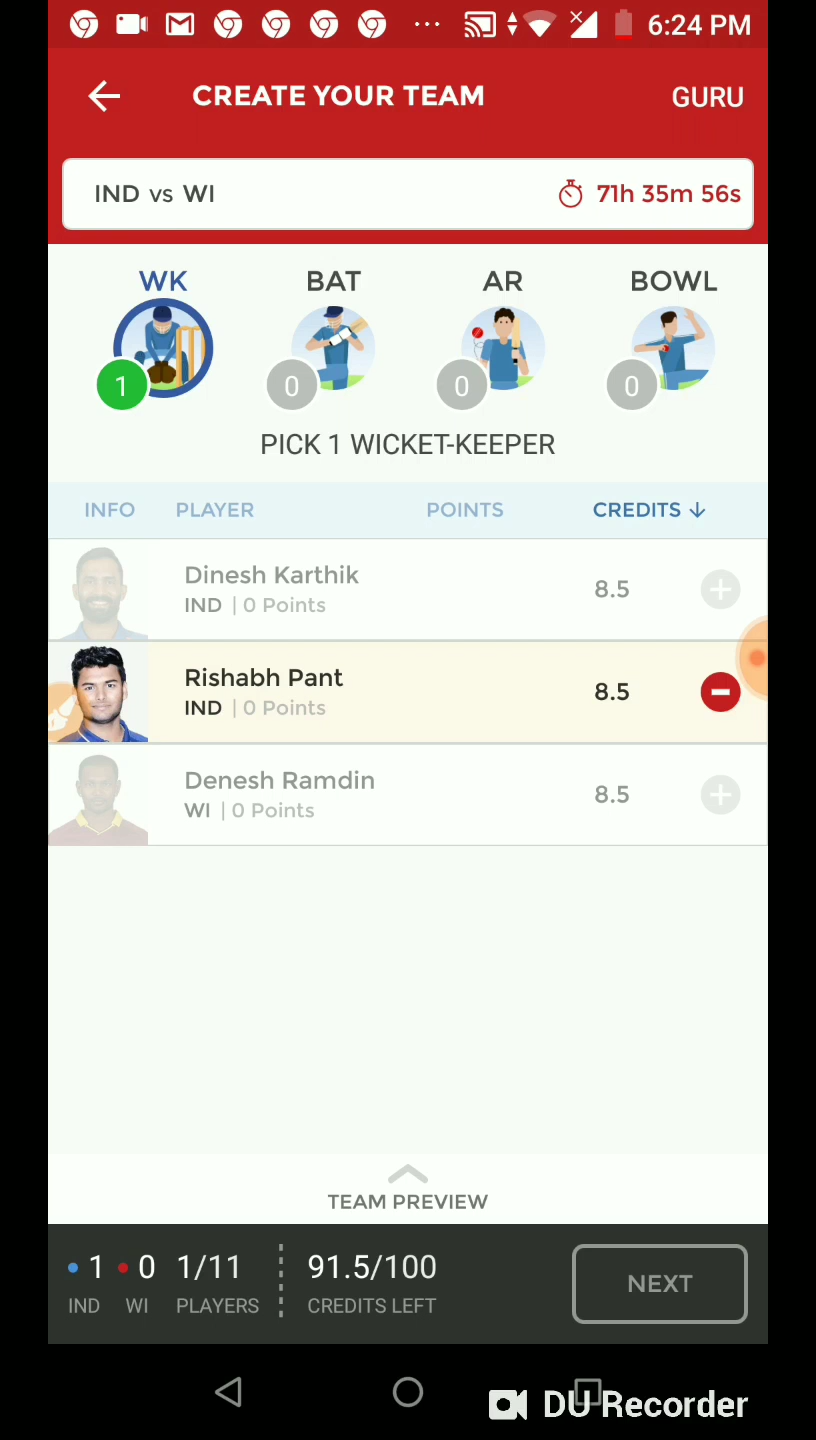 6:24 PM
CREATE YOUR TEAM GURU
IND vs WI 71h 35m 56s
WK BAT AR BOWL
1 0 0 0
PICK 1 WICKET-KEEPER
INFO PLAYER POINTS CREDITS
Dinesh Karthik
IND | 0 Points 8.5
Rishabh Pant
IND | 0 Points 8.5
Denesh Ramdin
WI | 0 Points 8.5
TEAM PREVIEW
1 0 1/11 91.5/100 NEXT
IND WI PLAYERS CREDITS LEFT
DU Recorder